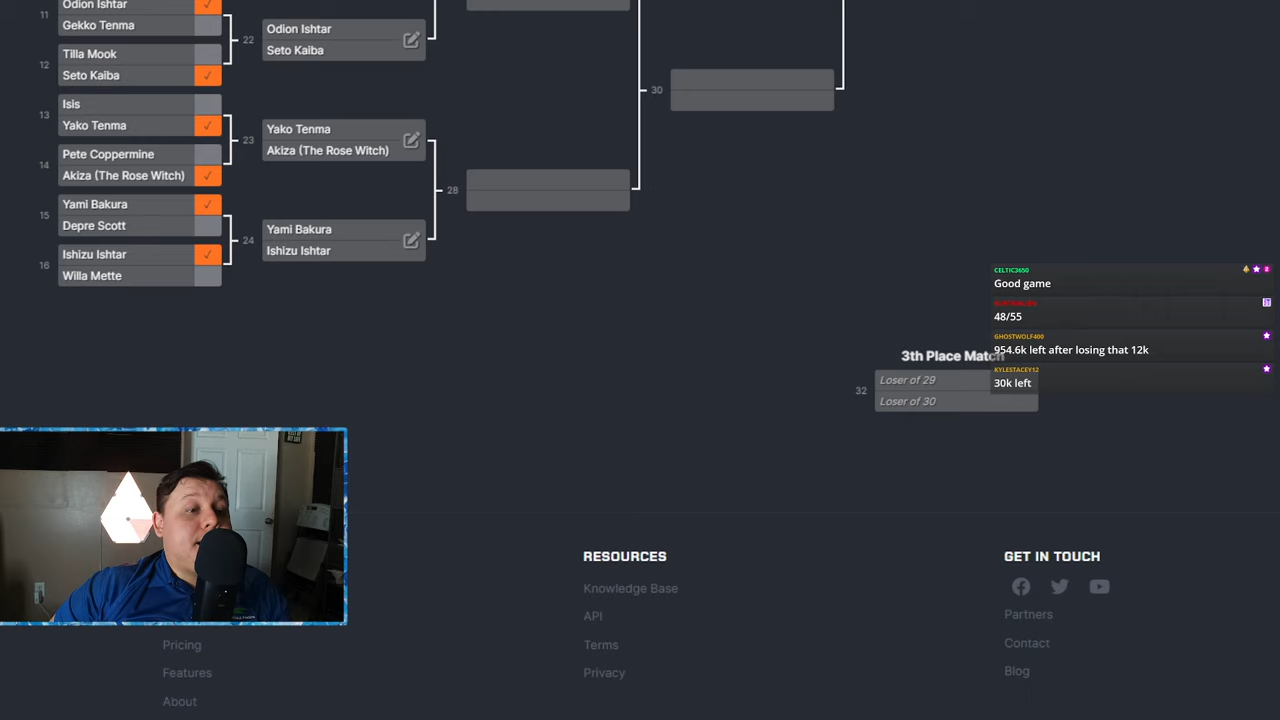 Odion Ishtar
11
Gekko Tenma
22
Odion Ishtar
Seto Kaiba
Tilla Mook
12
Seto Kaiba
Isis
13
Yako Tenma
23
Yako Tenma
Akiza (The Rose Witch)
Pete Coppermine
14
Akiza (The Rose Witch)
Yami Bakura
15
Depre Scott
24
Yami Bakura
Ishizu Ishtar
Ishizu Ishtar
16
Willa Mette
28
30
3th Place Match
32
Loser of 29
Loser of 30
CELTIC3650
Good game
48/55
GHOSTWOLF400
954.6k left after losing that 12k
KYLESTACEY12
30k left
Pricing
Features
About
RESOURCES
Knowledge Base
API
Terms
Privacy
GET IN TOUCH
Partners
Contact
Blog